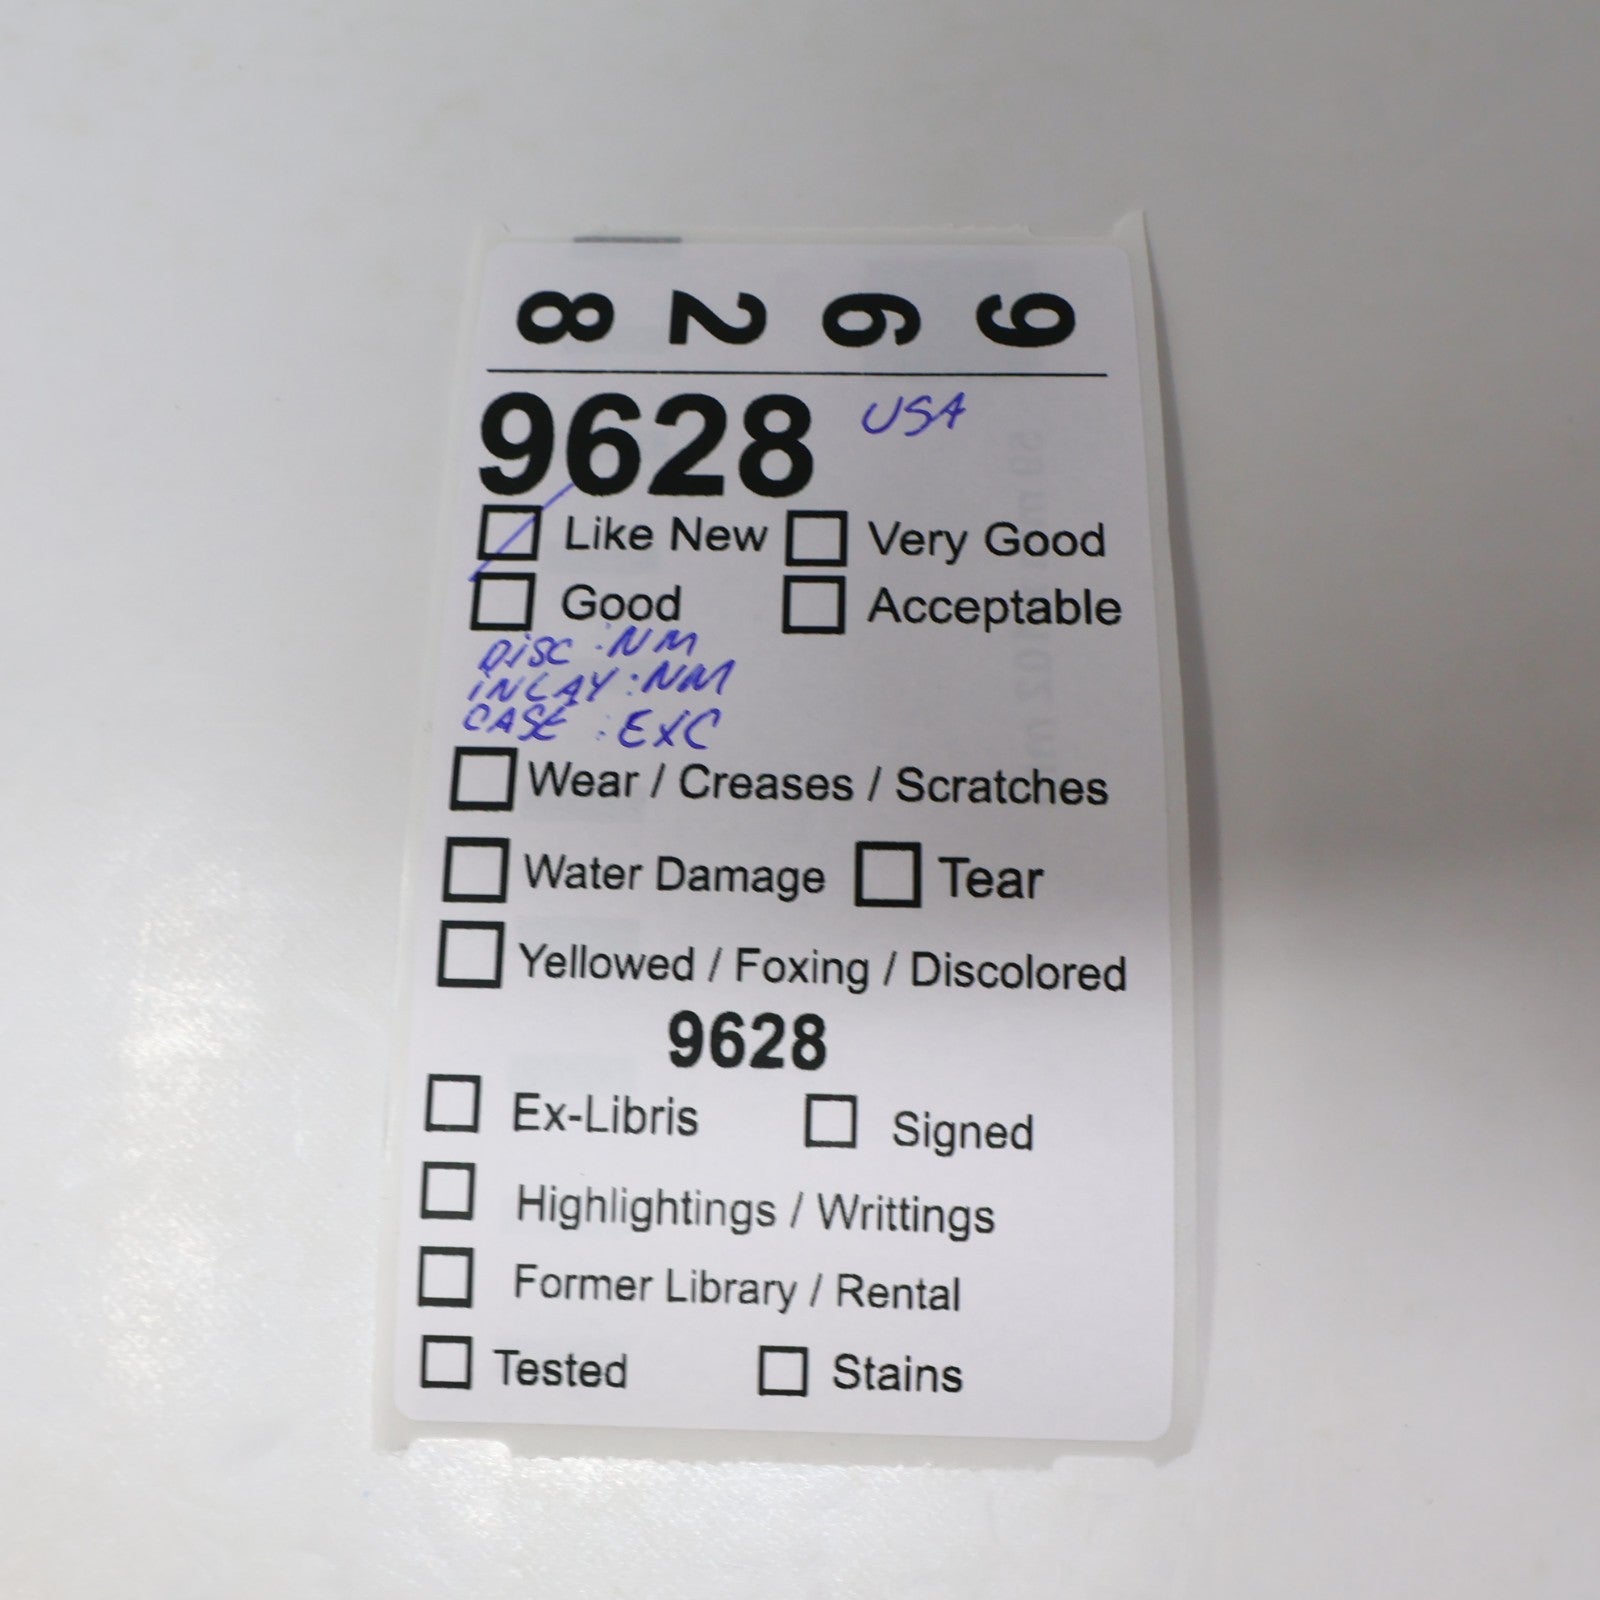 9 6 2 8
9628 USA
Like New Very Good
Good Acceptable
DISC : NM
INLAY : NM
CASE : EXC
Wear / Creases / Scratches
Water Damage Tear
Yellowed / Foxing / Discolored
9628
Ex-Libris Signed
Highlightings / Writtings
Former Library / Rental
Tested Stains